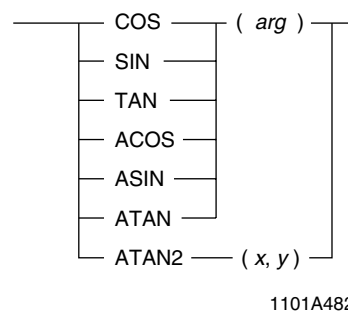 COS ( arg )
SIN
TAN
ACOS
ASIN
ATAN
ATAN2 ( x, y )
1101A482